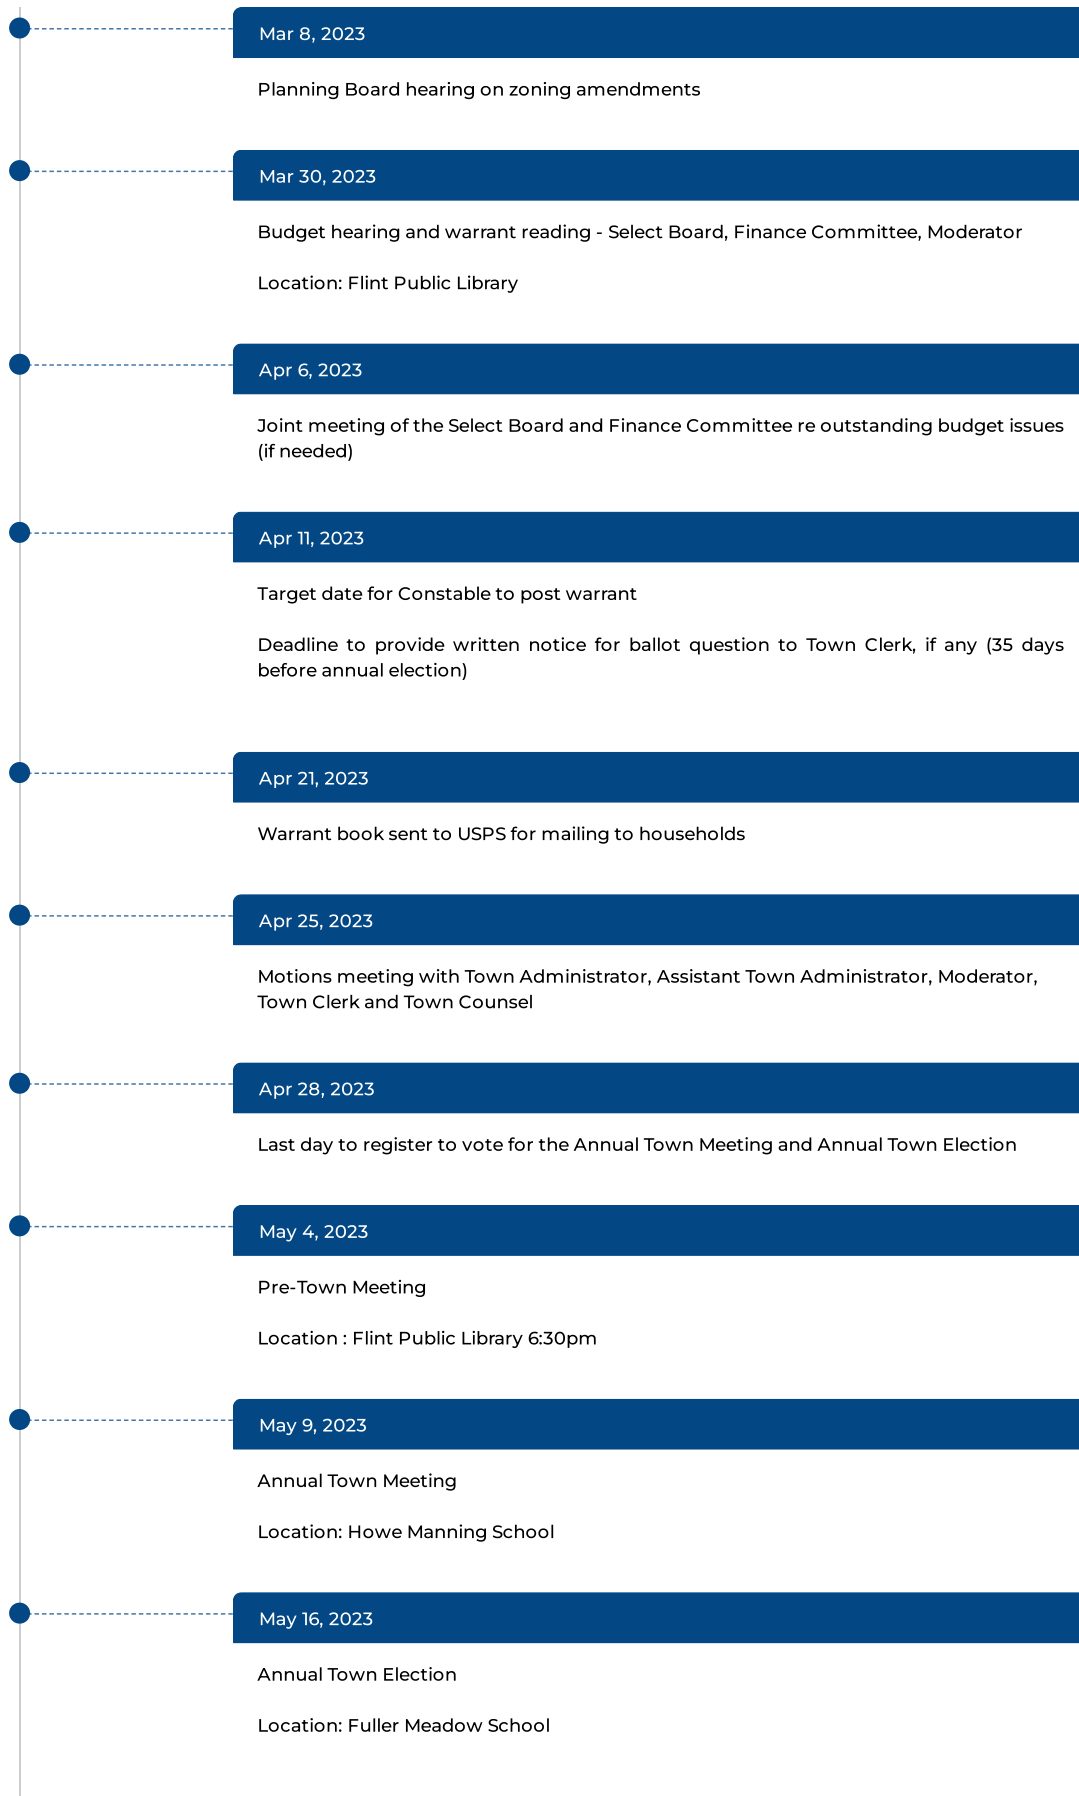 Mar 8, 2023
Planning Board hearing on zoning amendments
Mar 30, 2023
Budget hearing and warrant reading - Select Board, Finance Committee, Moderator
Location: Flint Public Library
Apr 6, 2023
Joint meeting of the Select Board and Finance Committee re outstanding budget issues
(if needed)
Apr 11, 2023
Target date for Constable to post warrant
Deadline to provide written notice for ballot question to Town Clerk, if any (35 days
before annual election)
Apr 21, 2023
Warrant book sent to USPS for mailing to households
Apr 25, 2023
Motions meeting with Town Administrator, Assistant Town Administrator, Moderator,
Town Clerk and Town Counsel
Apr 28, 2023
Last day to register to vote for the Annual Town Meeting and Annual Town Election
May 4, 2023
Pre-Town Meeting
Location : Flint Public Library 6:30pm
May 9, 2023
Annual Town Meeting
Location: Howe Manning School
May 16, 2023
Annual Town Election
Location: Fuller Meadow School